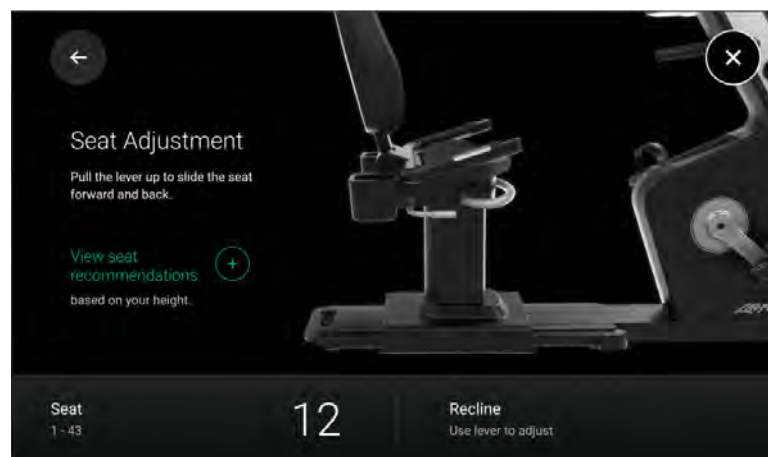 Seat Adjustment
Pull the lever up to slide the seat
forward and back.
View seat
recommendations
based on your height.
Seat
1 - 43
12
Recline
Use lever to adjust